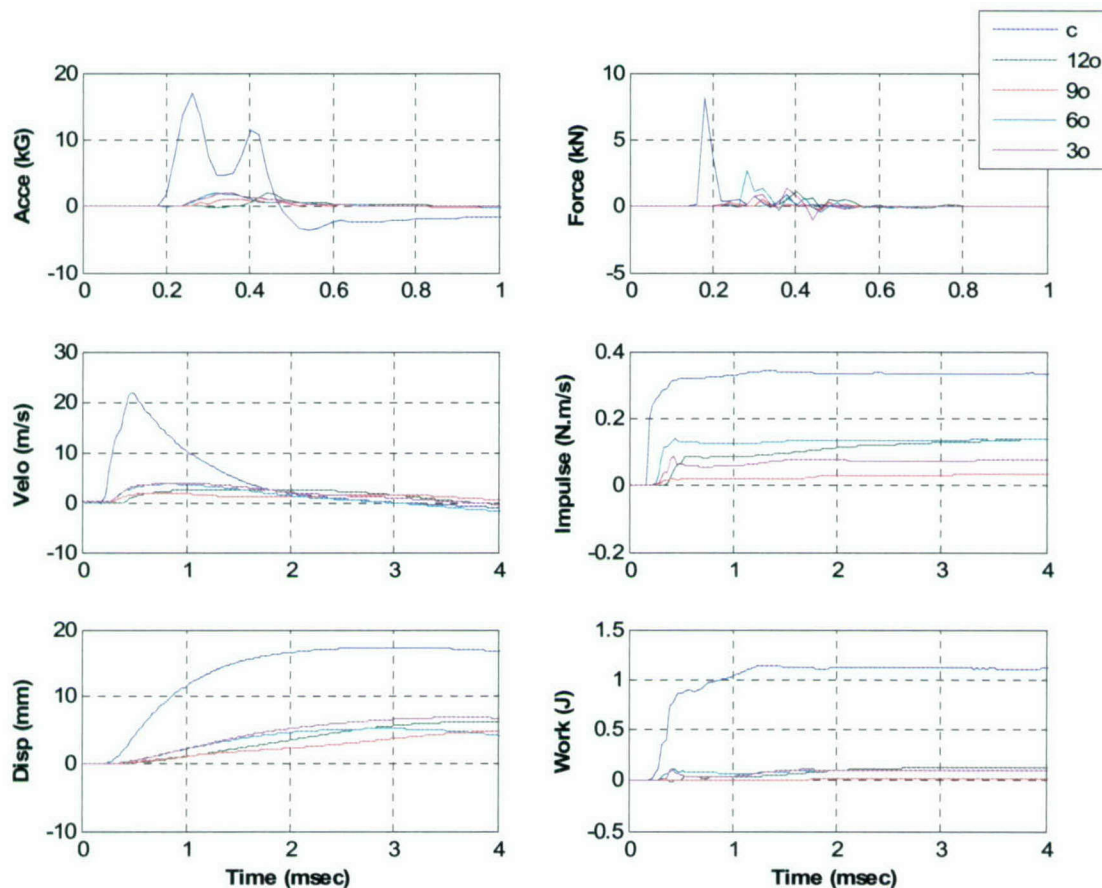 c
12o
9o
6o
3o
Acce (kG)
20
10
0
-10
0 0.2 0.4 0.6 0.8 1
Force (kN)
10
5
0
-5
0 0.2 0.4 0.6 0.8 1
Velo (m/s)
30
20
10
0
-10
0 1 2 3 4
Impulse (N.m/s)
0.4
0.2
0
-0.2
0 1 2 3 4
Disp (mm)
20
10
0
-10
0 1 2 3 4
Time (msec)
Work (J)
1.5
1
0.5
0
-0.5
0 1 2 3 4
Time (msec)